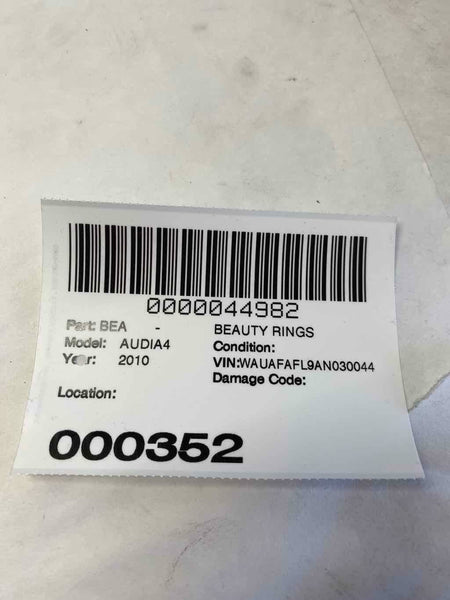 0000044982
Part: BEA - BEAUTY RINGS
Model: AUDIA4 Condition:
Year: 2010 VIN:WAUAFAFL9AN030044
Damage Code:
Location:
000352